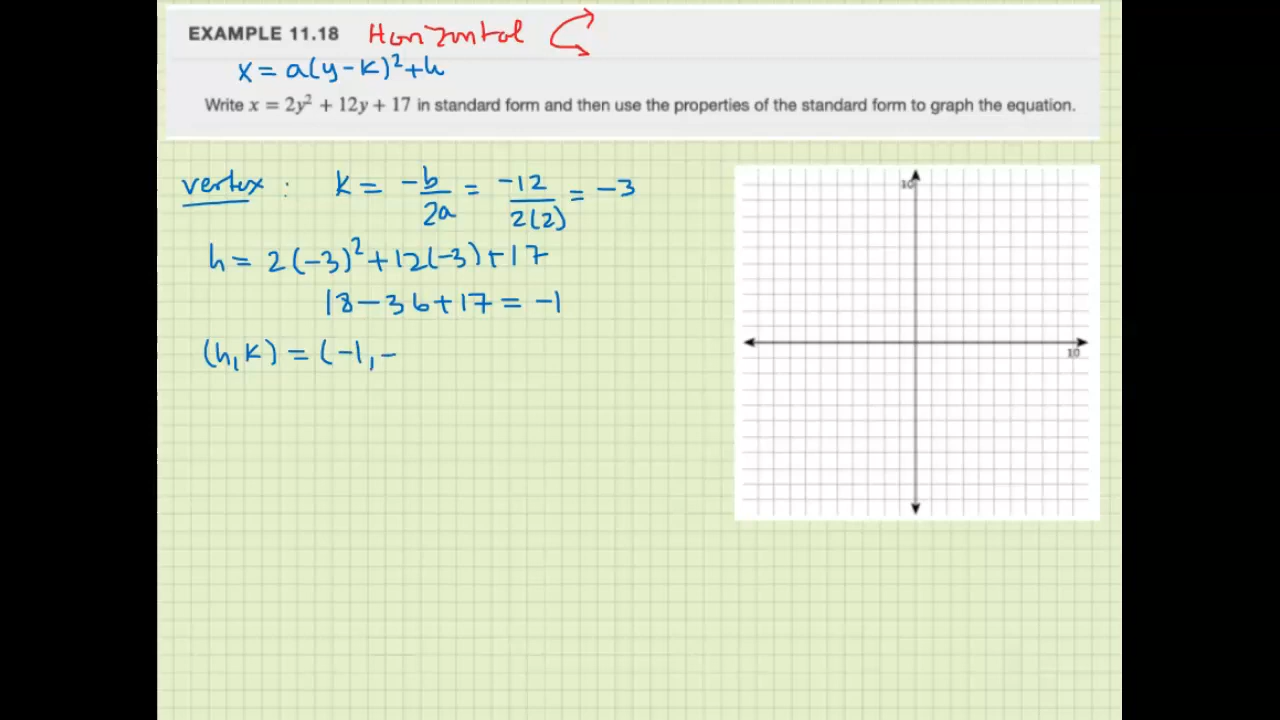 EXAMPLE 11.18 Horizontal
x = a(y - k)² + h
Write x = 2y² + 12y + 17 in standard form and then use the properties of the standard form to graph the equation.
vertex : k = -b/2a = -12/2(2) = -3
h = 2(-3)² + 12(-3) + 17
18 - 36 + 17 = -1
(h, k) = (-1, -
10
10